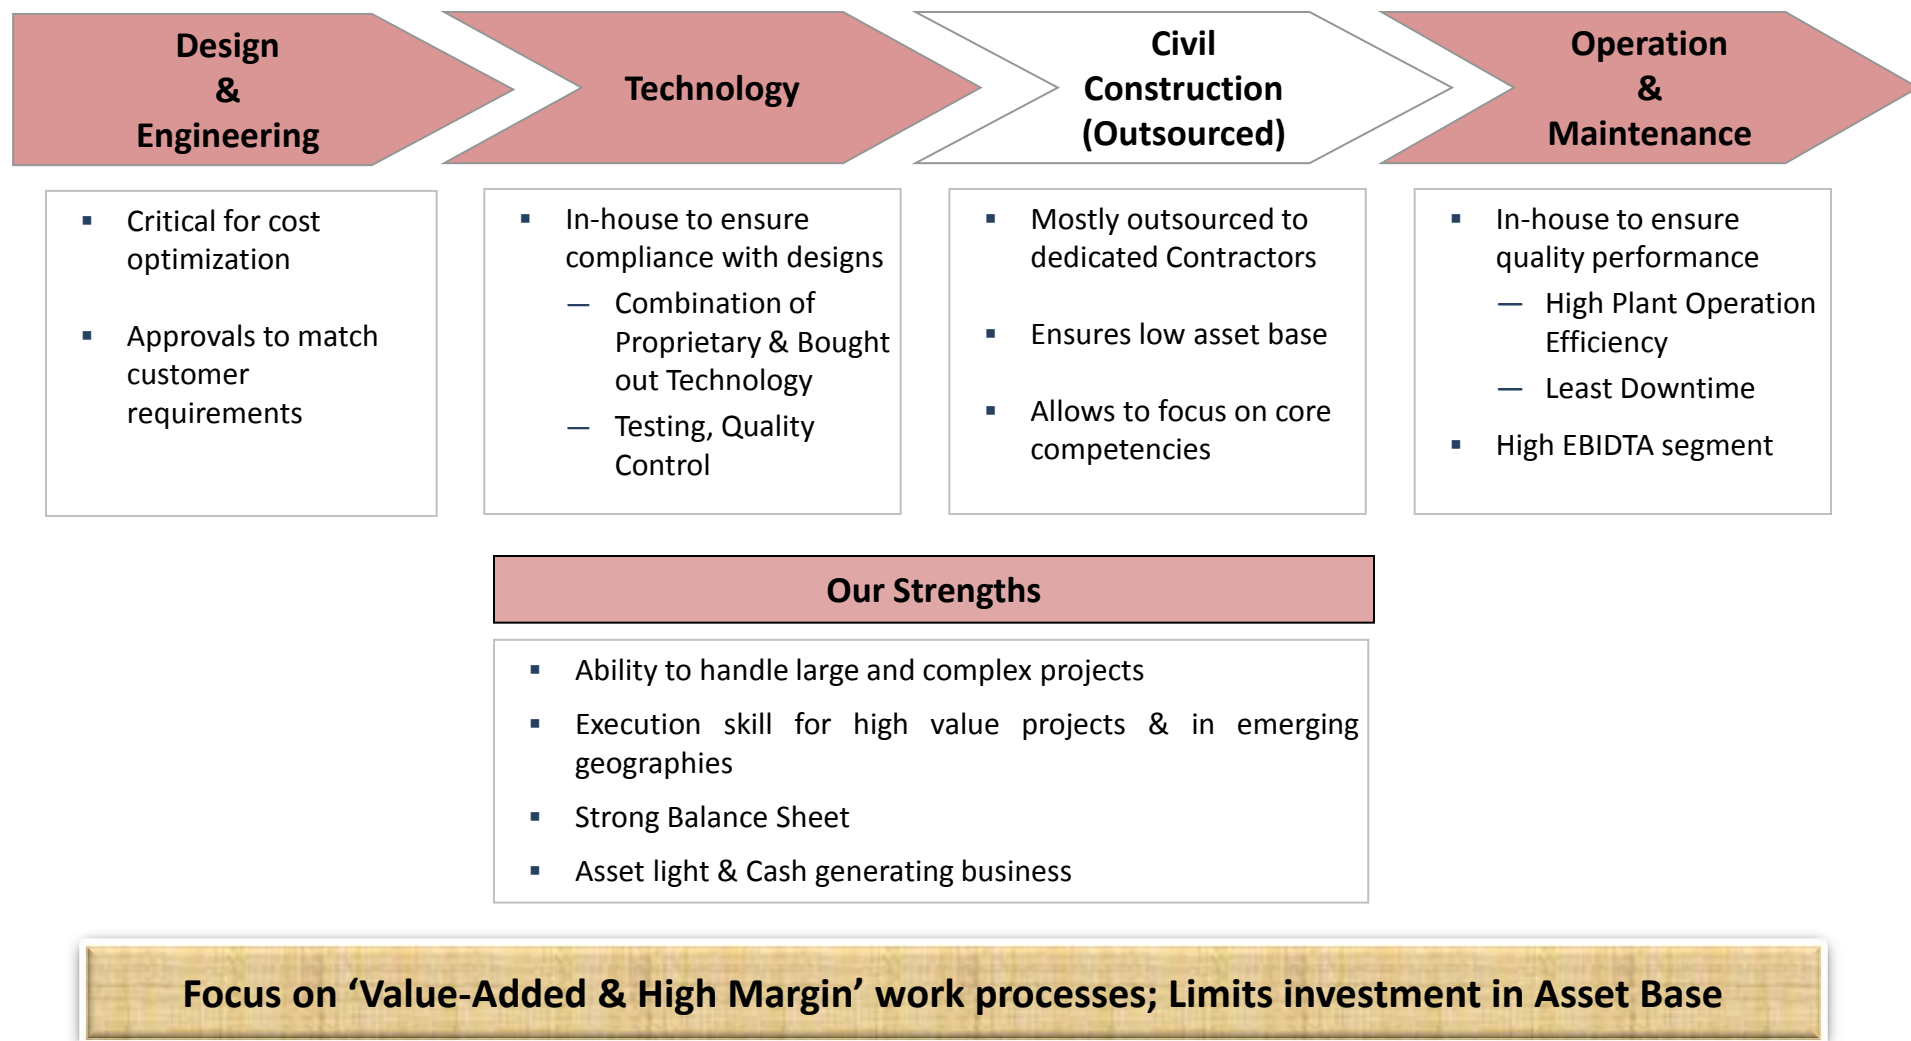 Design
&
Engineering
Technology
Civil
Construction
(Outsourced)
Operation
&
Maintenance
▪ Critical for cost
optimization
▪ Approvals to match
customer
requirements
▪ In-house to ensure
compliance with designs
— Combination of
Proprietary & Bought
out Technology
— Testing, Quality
Control
▪ Mostly outsourced to
dedicated Contractors
▪ Ensures low asset base
▪ Allows to focus on core
competencies
▪ In-house to ensure
quality performance
— High Plant Operation
Efficiency
— Least Downtime
▪ High EBIDTA segment
Our Strengths
▪ Ability to handle large and complex projects
▪ Execution skill for high value projects & in emerging
geographies
▪ Strong Balance Sheet
▪ Asset light & Cash generating business
Focus on ‘Value-Added & High Margin’ work processes; Limits investment in Asset Base